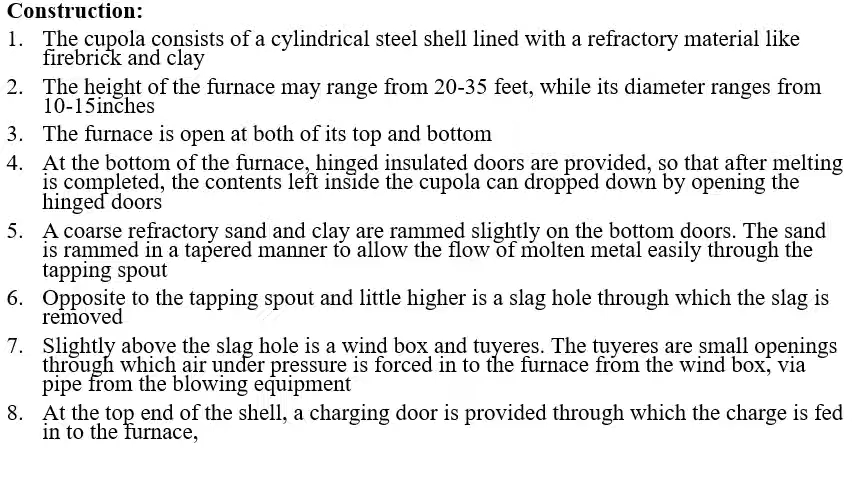 Construction:
1. The cupola consists of a cylindrical steel shell lined with a refractory material like
firebrick and clay
2. The height of the furnace may range from 20-35 feet, while its diameter ranges from
10-15inches
3. The furnace is open at both of its top and bottom
4. At the bottom of the furnace, hinged insulated doors are provided, so that after melting
is completed, the contents left inside the cupola can dropped down by opening the
hinged doors
5. A coarse refractory sand and clay are rammed slightly on the bottom doors. The sand
is rammed in a tapered manner to allow the flow of molten metal easily through the
tapping spout
6. Opposite to the tapping spout and little higher is a slag hole through which the slag is
removed
7. Slightly above the slag hole is a wind box and tuyeres. The tuyeres are small openings
through which air under pressure is forced in to the furnace from the wind box, via
pipe from the blowing equipment
8. At the top end of the shell, a charging door is provided through which the charge is fed
in to the furnace,